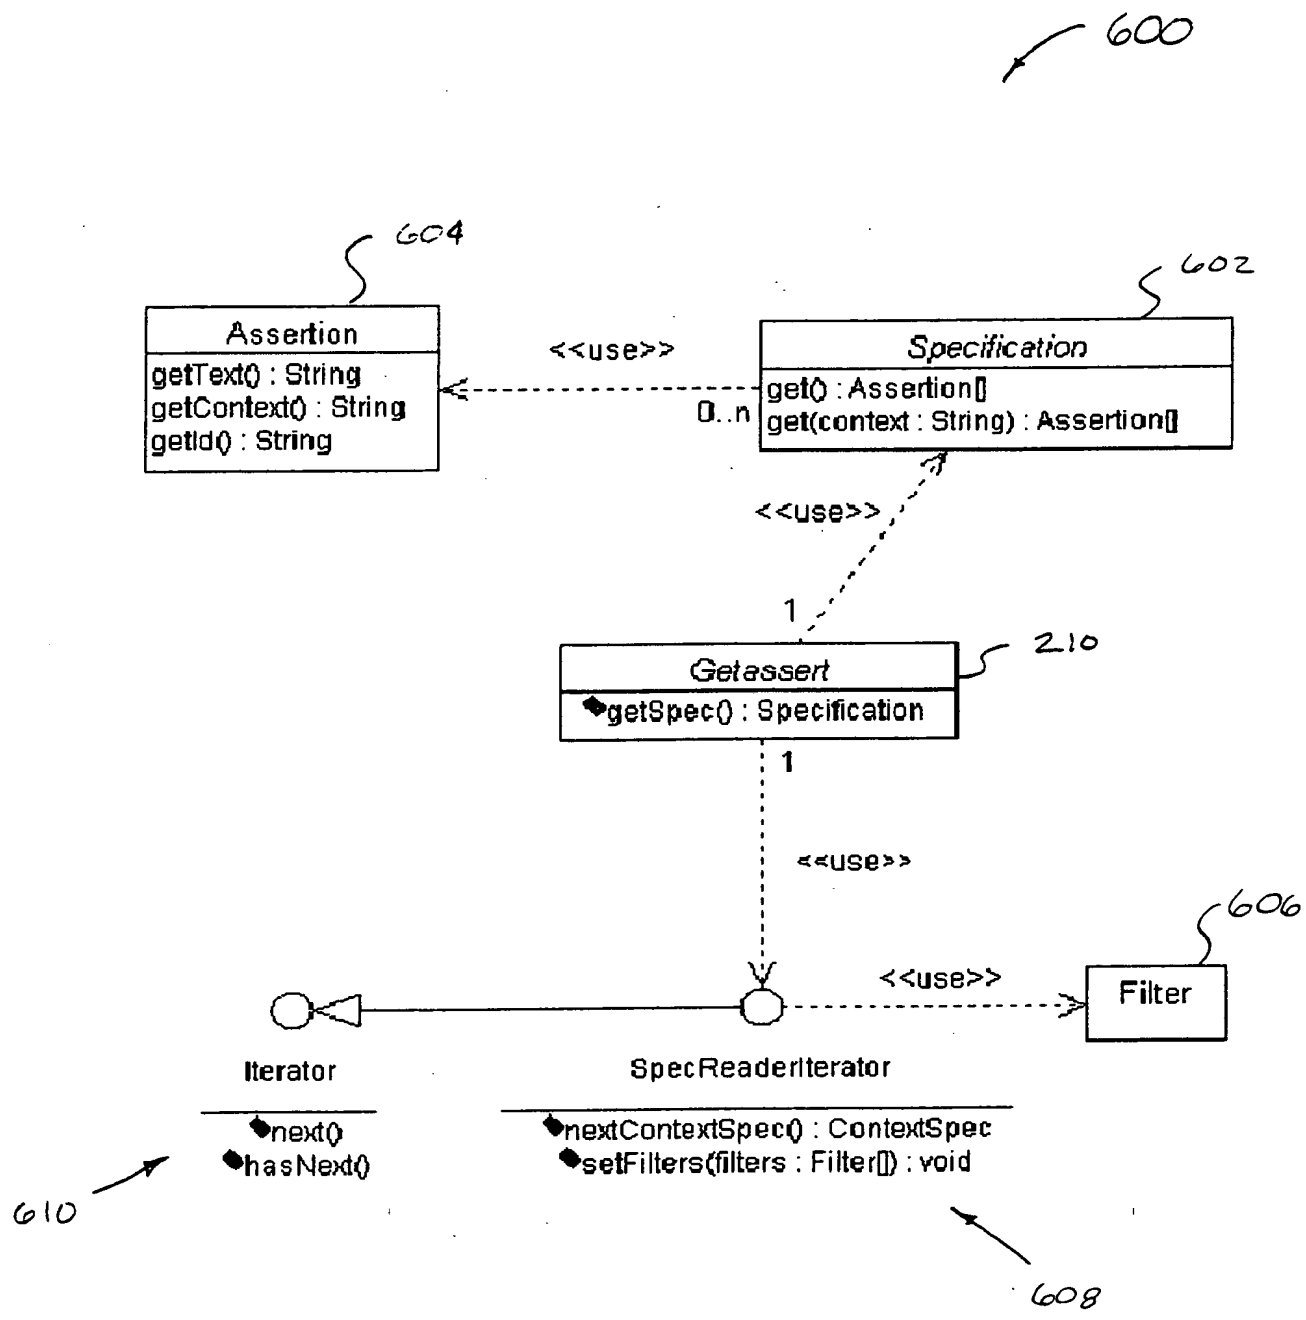 600
604
602
Assertion
getText() : String
getContext() : String
getId() : String
<<use>>
0..n
Specification
get() : Assertion[]
get(context : String) : Assertion[]
<<use>>
1
210
Getassert
getSpec() : Specification
1
<<use>>
606
<<use>>
Filter
Iterator
next()
hasNext()
SpecReaderIterator
nextContextSpec() : ContextSpec
setFilters(filters : Filter[]) : void
610
608